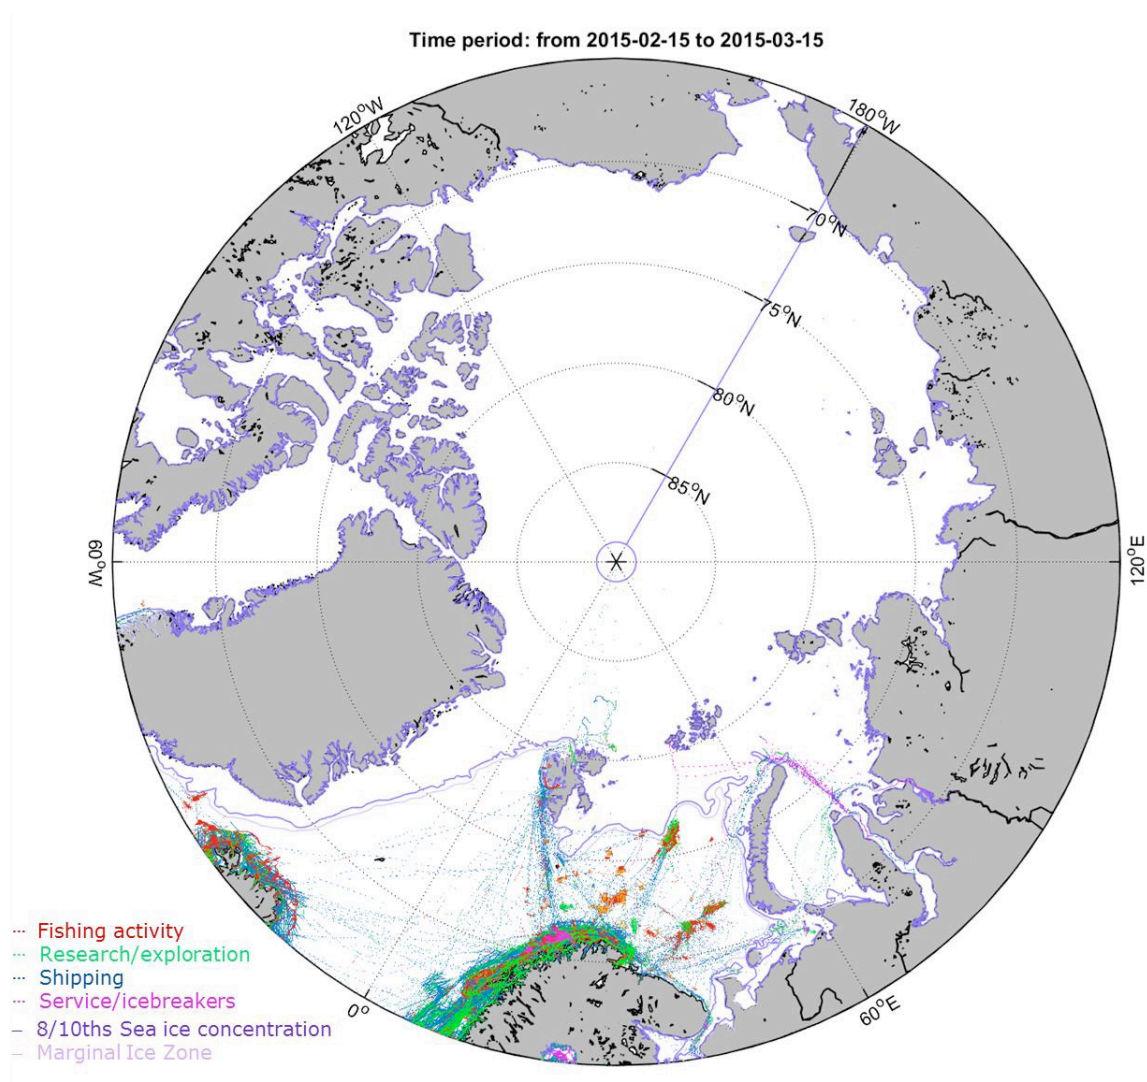 Time period: from 2015-02-15 to 2015-03-15
120°W
180°W
70°N
75°N
80°N
85°N
60°W
120°E
Fishing activity
Research/exploration
Shipping
Service/icebreakers
8/10ths Sea ice concentration
Marginal Ice Zone
0°
60°E